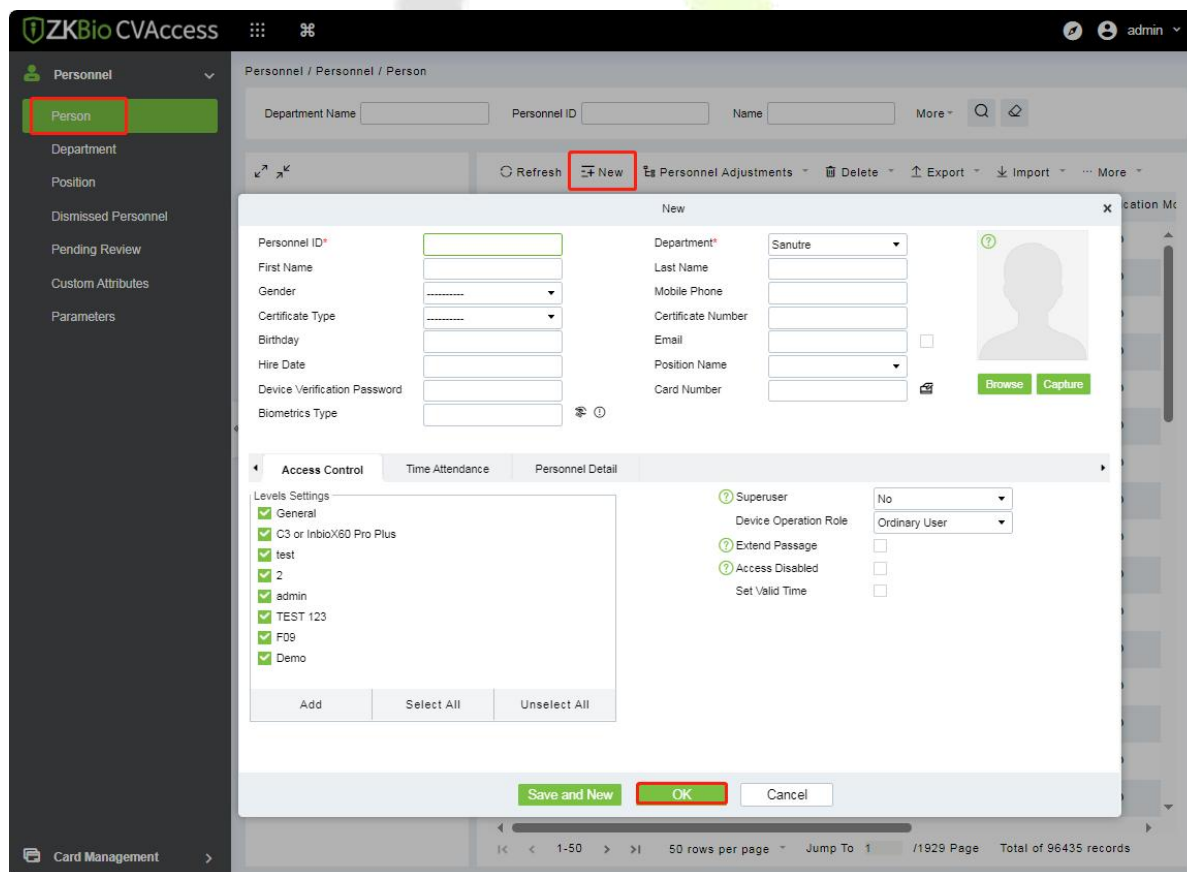 ZKBio CVAccess
admin
Personnel
Personnel / Personnel / Person
Person
Department Name
Personnel ID
Name
More
Department
Position
Refresh
New
Personnel Adjustments
Delete
Export
Import
··· More
Dismissed Personnel
New
x
cation Mo
Pending Review
Custom Attributes
Parameters
Personnel ID*
Department*
Sanutre
First Name
Last Name
Gender
----------
Mobile Phone
Certificate Type
----------
Certificate Number
Birthday
Email
Hire Date
Position Name
Device Verification Password
Card Number
Browse
Capture
Biometrics Type
Access Control
Time Attendance
Personnel Detail
Levels Settings
General
C3 or InbioX60 Pro Plus
test
2
admin
TEST 123
F09
Demo
Superuser
No
Device Operation Role
Ordinary User
Extend Passage
Access Disabled
Set Valid Time
Add
Select All
Unselect All
Save and New
OK
Cancel
Card Management
1-50
50 rows per page
Jump To
1
/1929 Page
Total of 96435 records